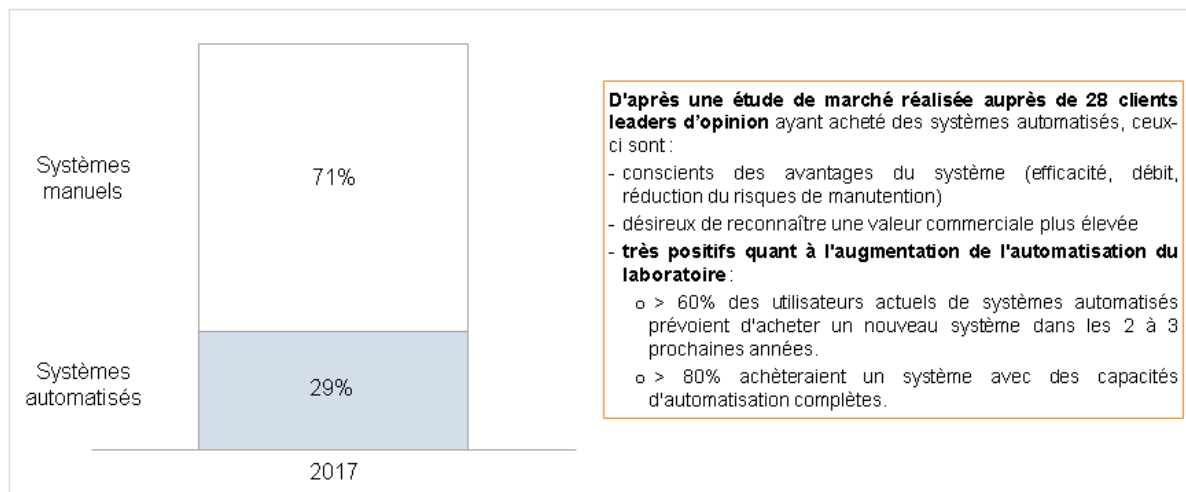 Systèmes
manuels
71%
Systèmes
automatisés
29%
2017
D'après une étude de marché réalisée auprès de 28 clients
leaders d'opinion ayant acheté des systèmes automatisés, ceux-
ci sont :
- conscients des avantages du système (efficacité, débit,
réduction du risques de manutention)
- désireux de reconnaître une valeur commerciale plus élevée
- très positifs quant à l'augmentation de l'automatisation du
laboratoire :
o > 60% des utilisateurs actuels de systèmes automatisés
prévoient d'acheter un nouveau système dans les 2 à 3
prochaines années.
o > 80% achèteraient un système avec des capacités
d'automatisation complètes.